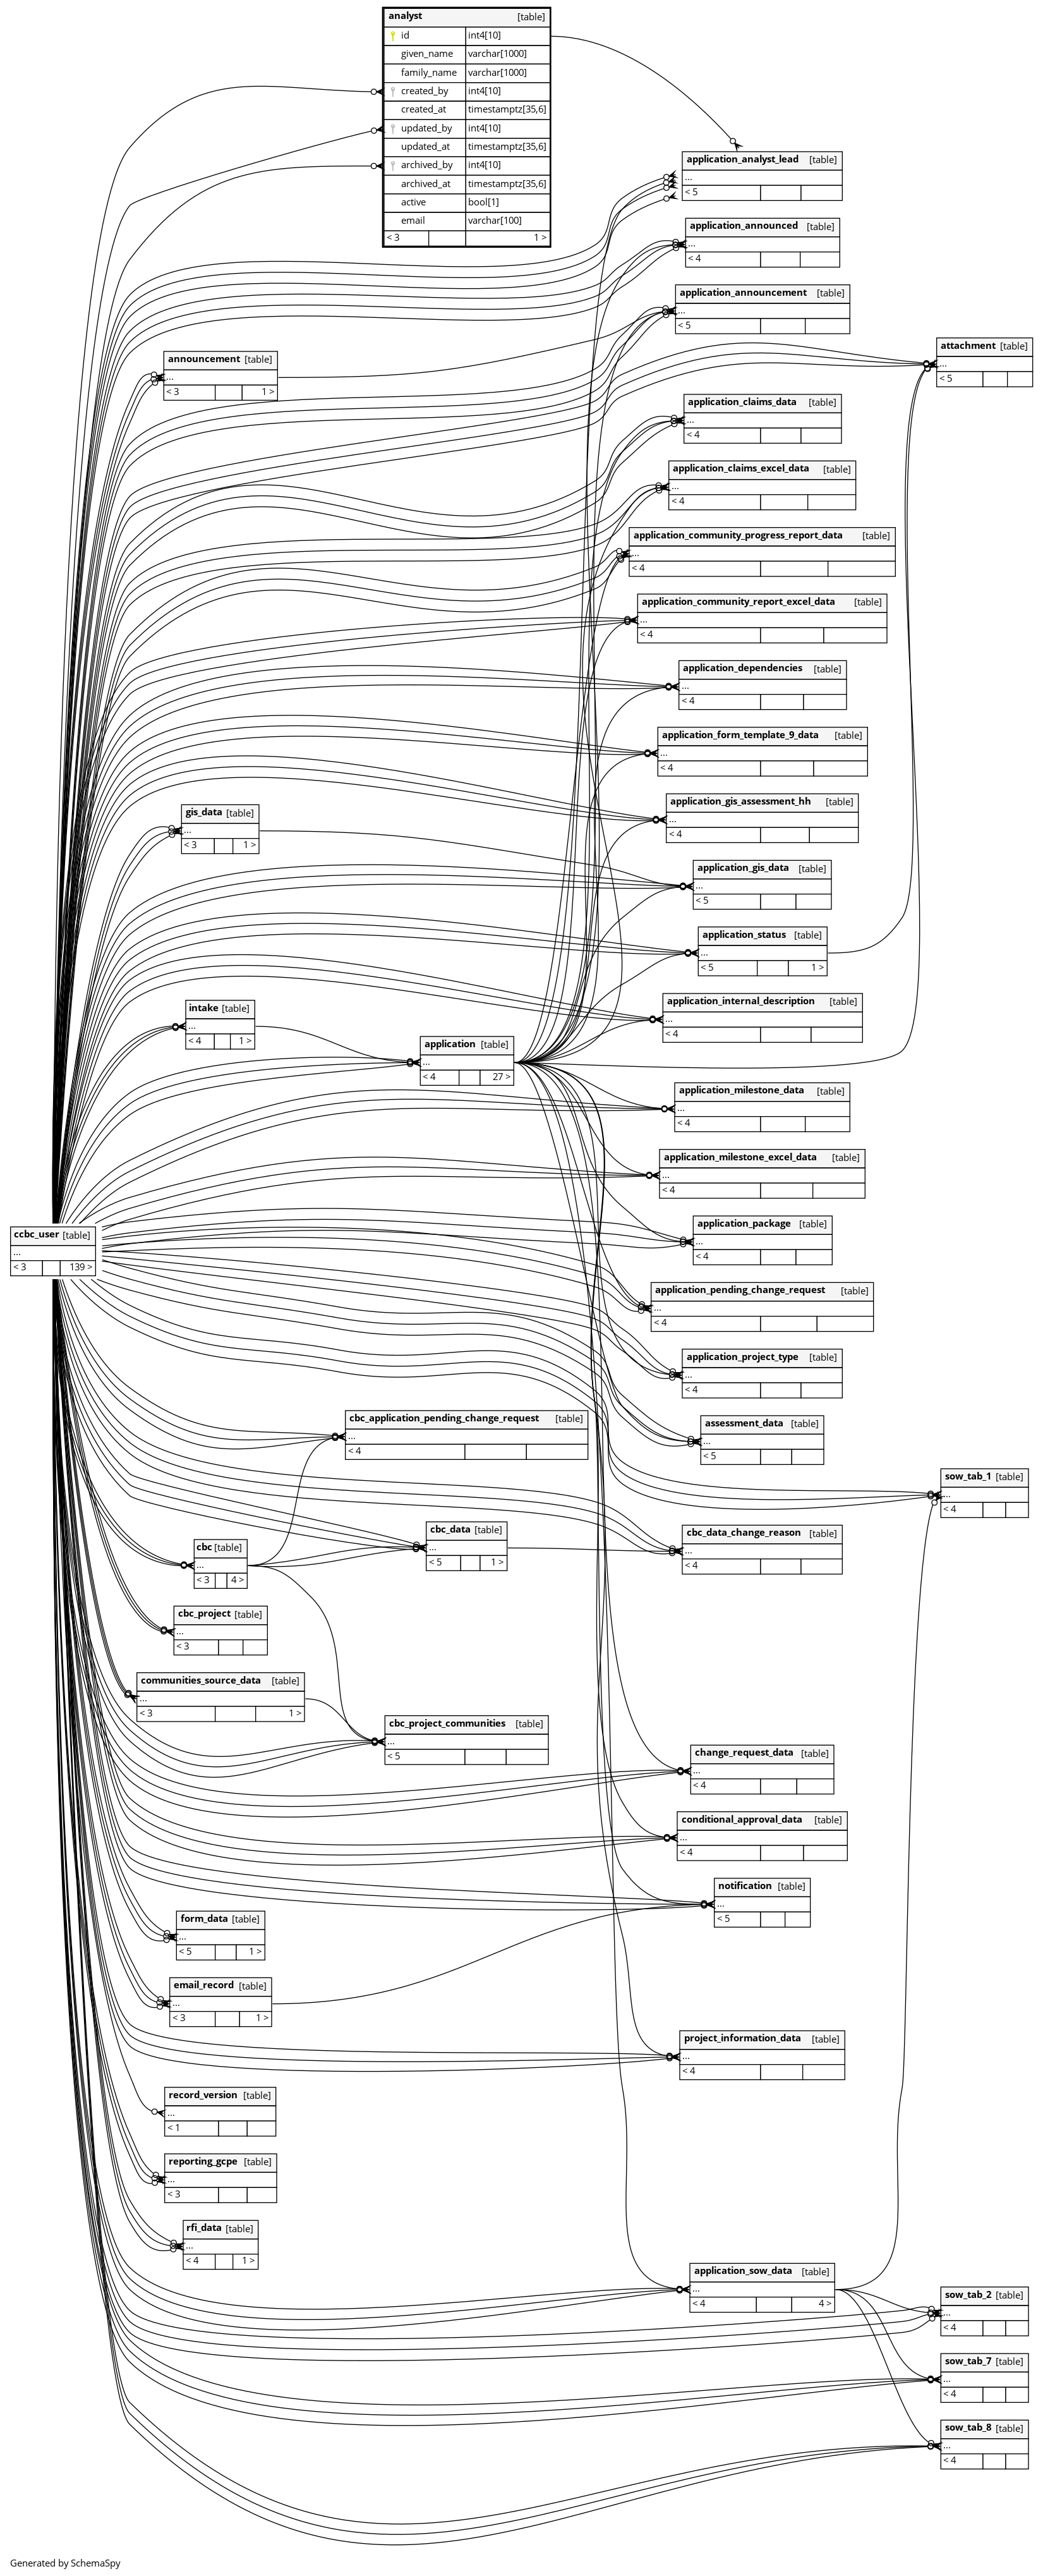 analyst [table]
id int4[10]
given_name varchar[1000]
family_name varchar[1000]
created_by int4[10]
created_at timestamptz[35,6]
updated_by int4[10]
updated_at timestamptz[35,6]
archived_by int4[10]
archived_at timestamptz[35,6]
active bool[1]
email varchar[100]
< 3 1 >
application_analyst_lead [table]
...
< 5
application_announced [table]
...
< 4
application_announcement [table]
...
< 5
announcement [table]
...
< 3 1 >
attachment [table]
...
< 5
application_claims_data [table]
...
< 4
application_claims_excel_data [table]
...
< 4
application_community_progress_report_data [table]
...
< 4
application_community_report_excel_data [table]
...
< 4
application_dependencies [table]
...
< 4
application_form_template_9_data [table]
...
< 4
application_gis_assessment_hh [table]
...
< 4
gis_data [table]
...
< 3 1 >
application_gis_data [table]
...
< 5
application_status [table]
...
< 5 1 >
application_internal_description [table]
...
< 4
intake [table]
...
< 4 1 >
application [table]
...
< 4 27 >
application_milestone_data [table]
...
< 4
application_milestone_excel_data [table]
...
< 4
application_package [table]
...
< 4
ccbc_user [table]
...
< 3 139 >
application_pending_change_request [table]
...
< 4
application_project_type [table]
...
< 4
cbc_application_pending_change_request [table]
...
< 4
assessment_data [table]
...
< 5
sow_tab_1 [table]
...
< 4
cbc_data [table]
...
< 5 1 >
cbc_data_change_reason [table]
...
< 4
cbc [table]
...
< 3 4 >
cbc_project [table]
...
< 3
communities_source_data [table]
...
< 3 1 >
cbc_project_communities [table]
...
< 5
change_request_data [table]
...
< 4
conditional_approval_data [table]
...
< 4
notification [table]
...
< 5
form_data [table]
...
< 5 1 >
email_record [table]
...
< 3 1 >
project_information_data [table]
...
< 4
record_version [table]
...
< 1
reporting_gcpe [table]
...
< 3
rfi_data [table]
...
< 4 1 >
application_sow_data [table]
...
< 4 4 >
sow_tab_2 [table]
...
< 4
sow_tab_7 [table]
...
< 4
sow_tab_8 [table]
...
< 4
Generated by SchemaSpy